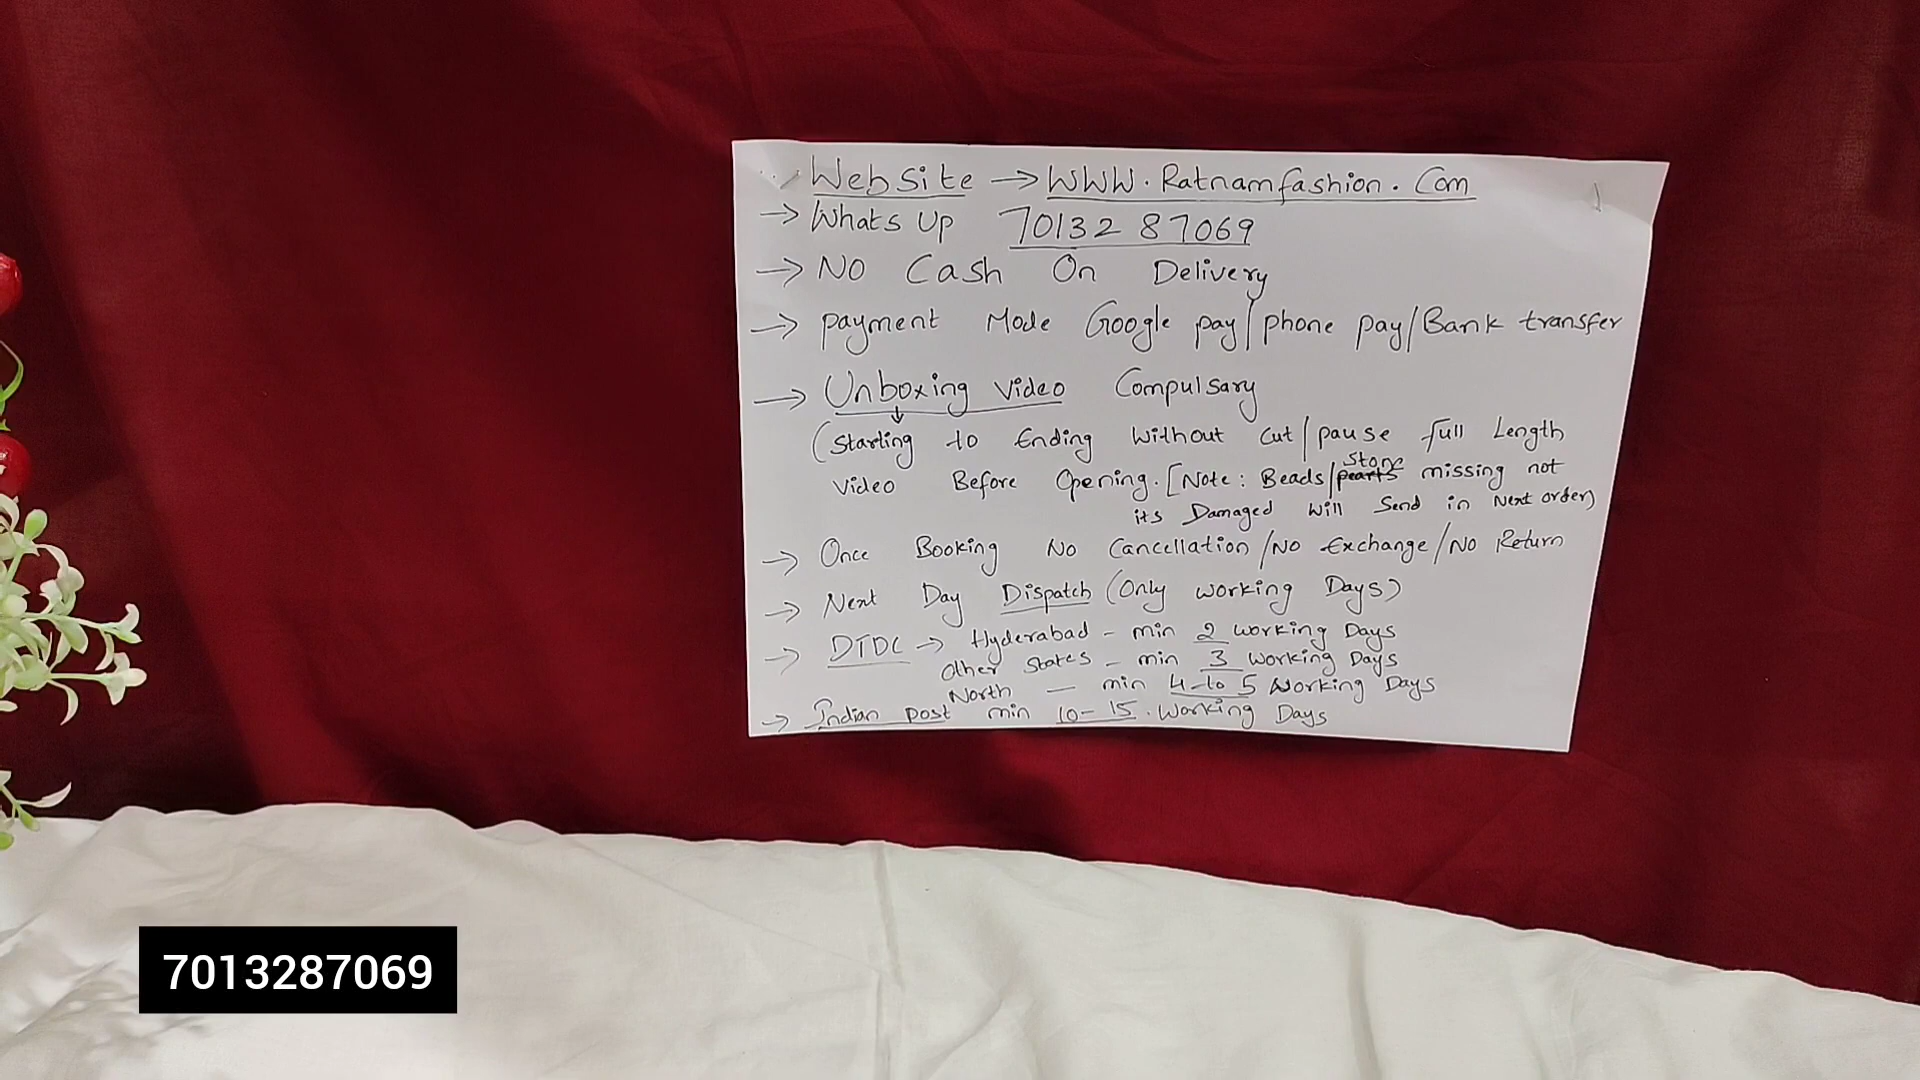 Website → WWW.Ratnamfashion.Com
→ Whats Up 70132 87069
→ NO Cash On Delivery
→ payment Mode Google pay/phone pay/Bank transfer
→ Unboxing video Compulsary
(Starting to Ending Without cut/pause full Length
video Before Opening. [Note: Beads/Stone missing not
its Damaged Will Send in Next order)
→ Once Booking No Cancellation/No Exchange/No Return
→ Next Day Dispatch (Only working Days)
→ DTDC → Hyderabad - min 2 working Days
Other States - min 3 working Days
North - min 4-to 5 Working Days
→ Indian post min 10-15. Working Days
7013287069